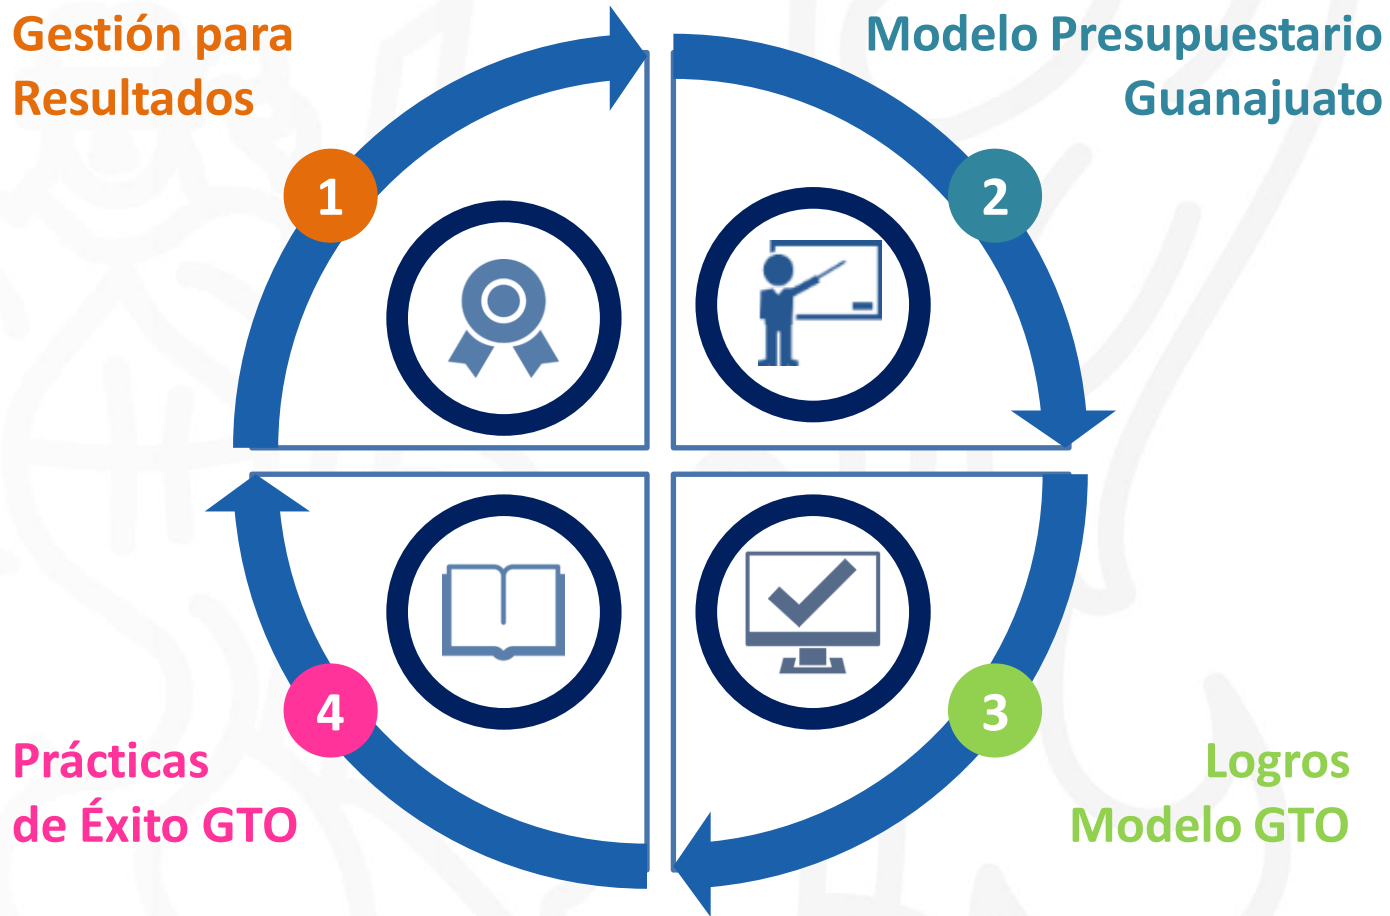 Gestión para
Resultados
1
Modelo Presupuestario
Guanajuato
2
Logros
Modelo GTO
3
Prácticas
de Éxito GTO
4